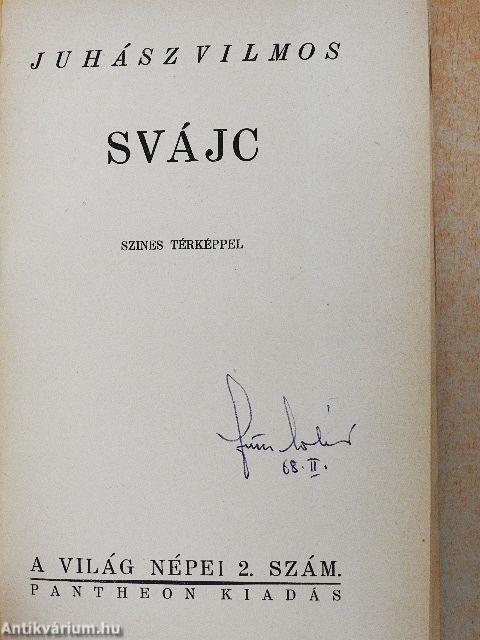 JUHÁSZ VILMOS
SVÁJC
SZINES TÉRKÉPPEL
68. II.
A VILÁG NÉPEI 2. SZÁM.
PANTHEON KIADÁS
Antikvárium.hu